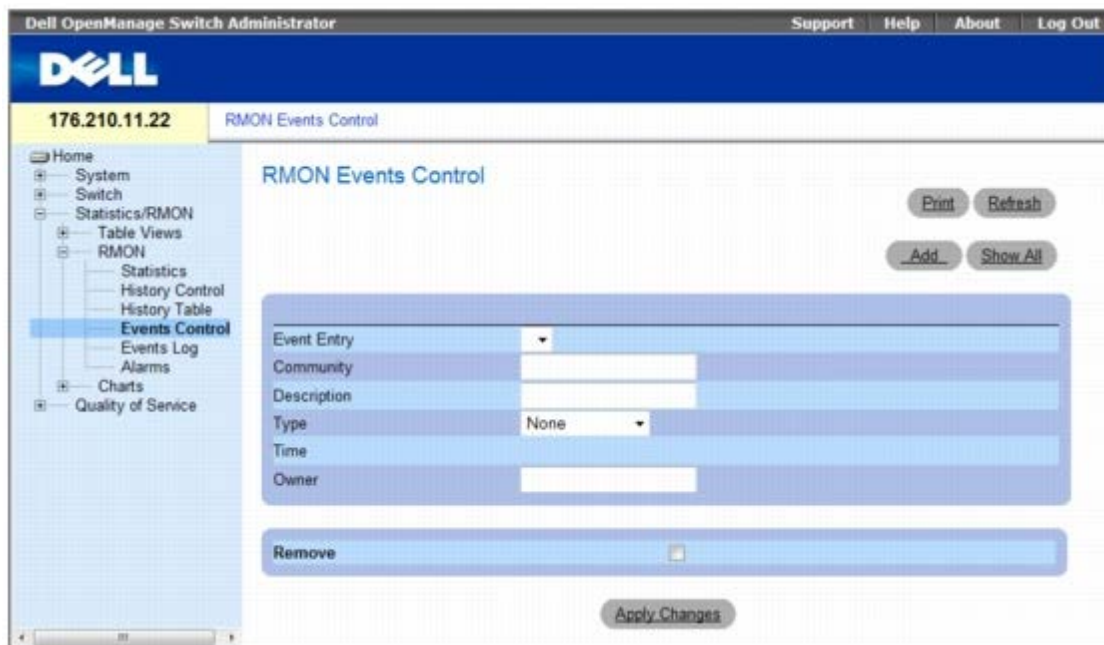 Dell OpenManage Switch Administrator
Support Help About Log Out
DELL
176.210.11.22
RMON Events Control
Home
System
Switch
Statistics/RMON
Table Views
RMON
Statistics
History Control
History Table
Events Control
Events Log
Alarms
Charts
Quality of Service
RMON Events Control
Print Refresh
Add Show All
Event Entry
Community
Description
Type None
Time
Owner
Remove
Apply Changes